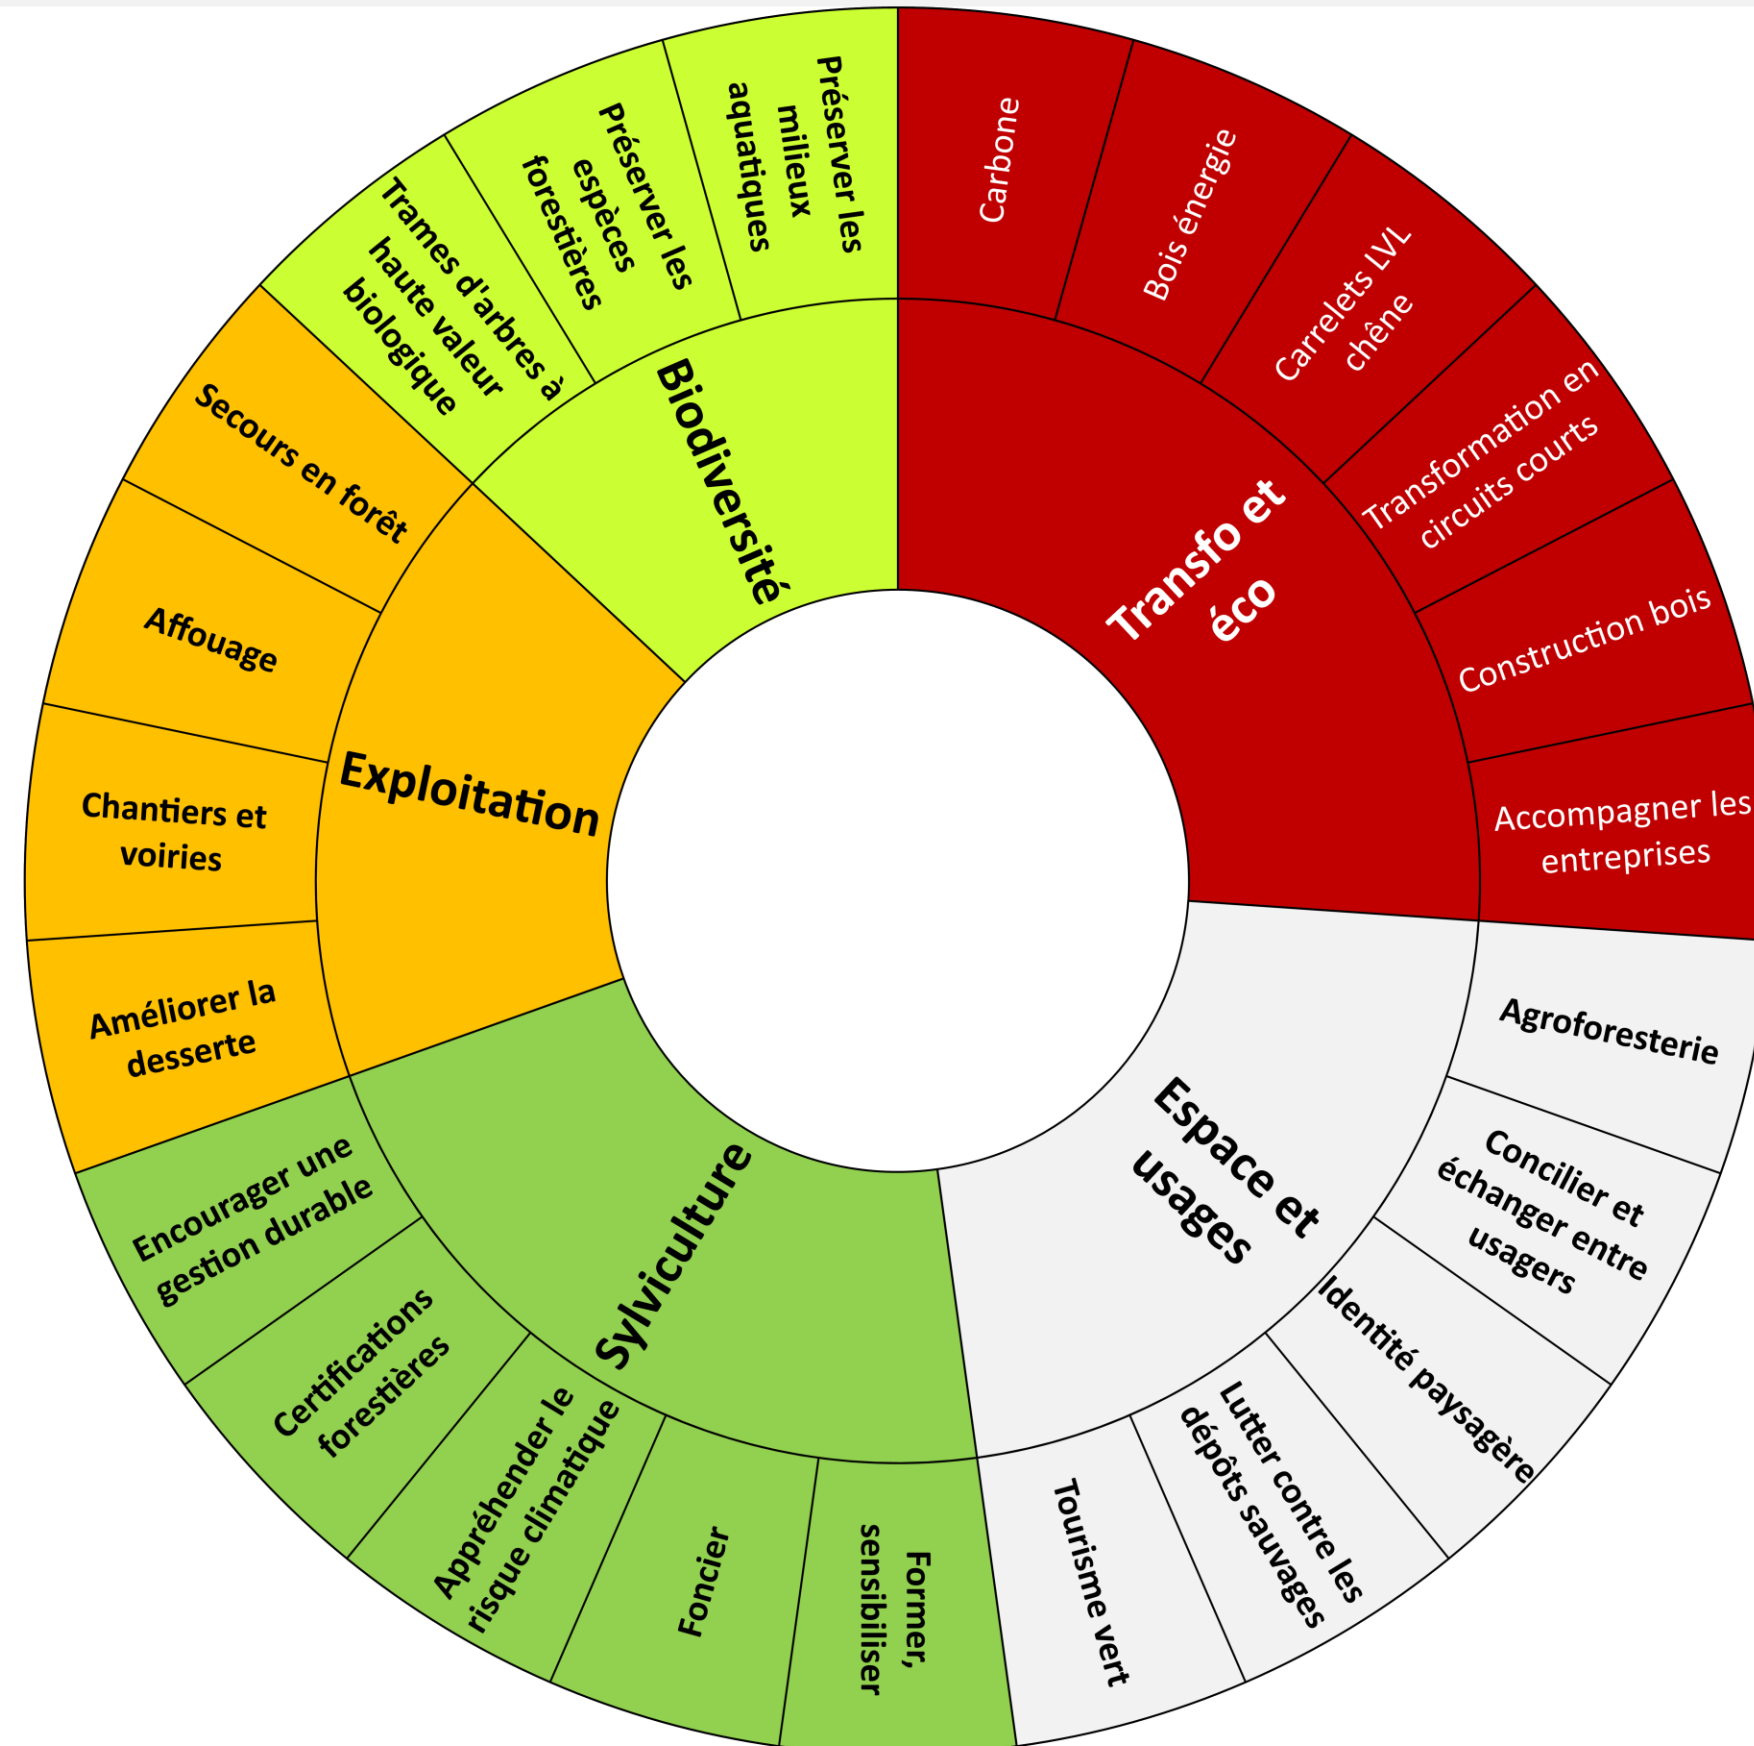 Transfo et
éco
Carbone
Bois énergie
Carrelets LVL
chêne
Transformation en
circuits courts
Construction bois
Accompagner les
entreprises
Espace et
usages
Agroforesterie
Concilier et
échanger entre
usagers
Identité paysagère
Lutter contre les
dépôts sauvages
Tourisme vert
Sylviculture
Former,
sensibiliser
Foncier
Appréhender le
risque climatique
Certifications
forestières
Encourager une
gestion durable
Exploitation
Améliorer la
desserte
Chantiers et
voiries
Affouage
Secours en forêt
Biodiversité
Trames d'arbres à
haute valeur
biologique
Préserver les
espèces
forestières
Préserver les
milieux
aquatiques